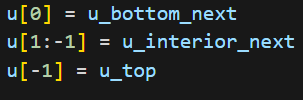 u[0] = u_bottom_next
u[1:-1] = u_interior_next
u[-1] = u_top